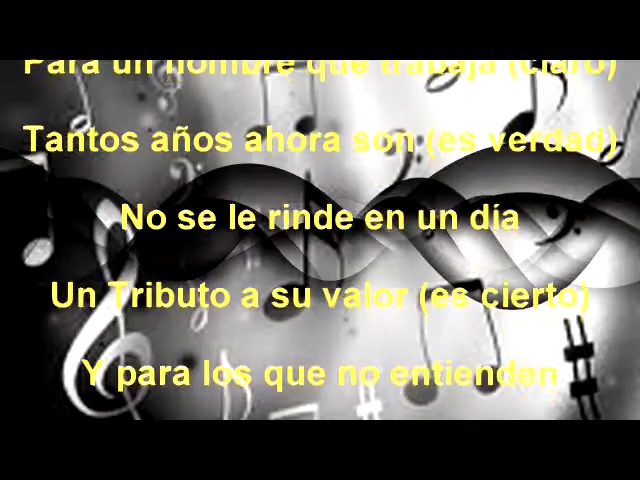 Para un hombre que trabaja (claro)
Tantos años ahora son (es verdad)
No se le rinde en un día
Un Tributo a su valor (es cierto)
Y para los que no entienden